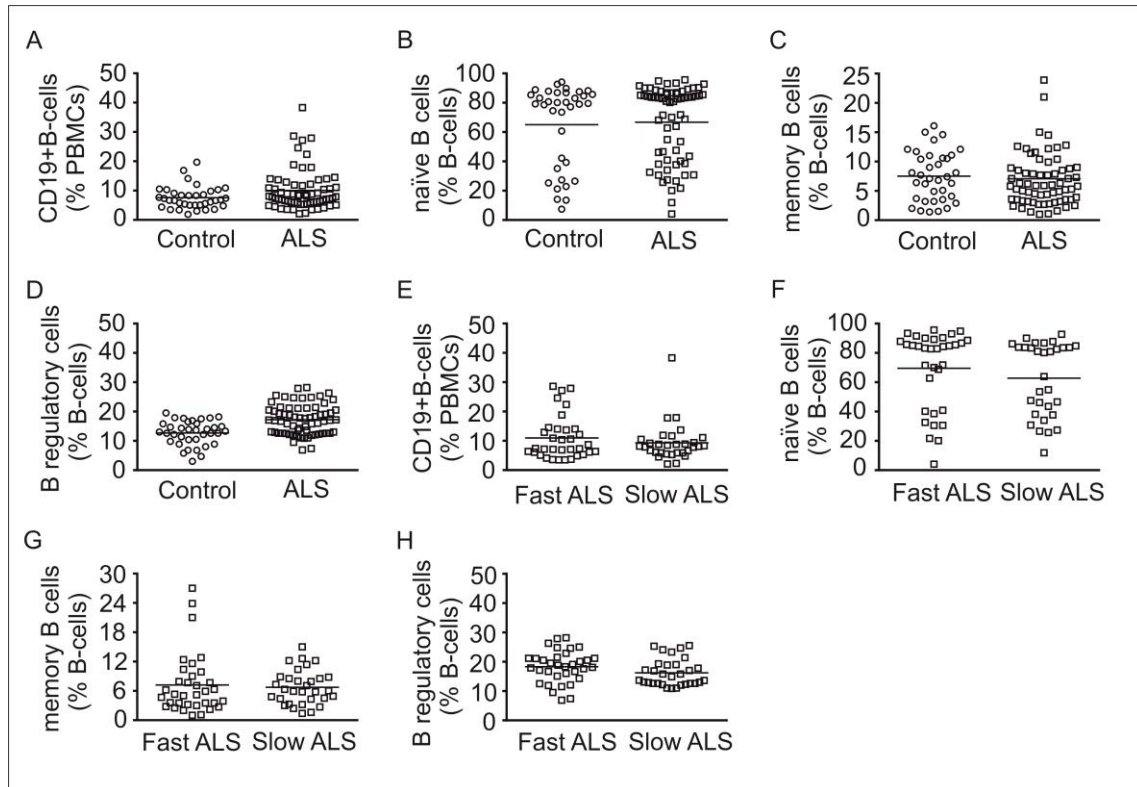 A
CD19+B-cells
(% PBMCs)
50
40
30
20
10
0
Control ALS
B
naïve B cells
(% B-cells)
100
80
60
40
20
0
Control ALS
C
memory B cells
(% B-cells)
25
20
15
10
5
0
Control ALS
D
B regulatory cells
(% B-cells)
50
40
30
20
10
0
Control ALS
E
CD19+B-cells
(% PBMCs)
50
40
30
20
10
0
Fast ALS Slow ALS
F
naïve B cells
(% B-cells)
100
80
60
40
20
0
Fast ALS Slow ALS
G
memory B cells
(% B-cells)
30
24
18
12
6
0
Fast ALS Slow ALS
H
B regulatory cells
(% B-cells)
50
40
30
20
10
0
Fast ALS Slow ALS